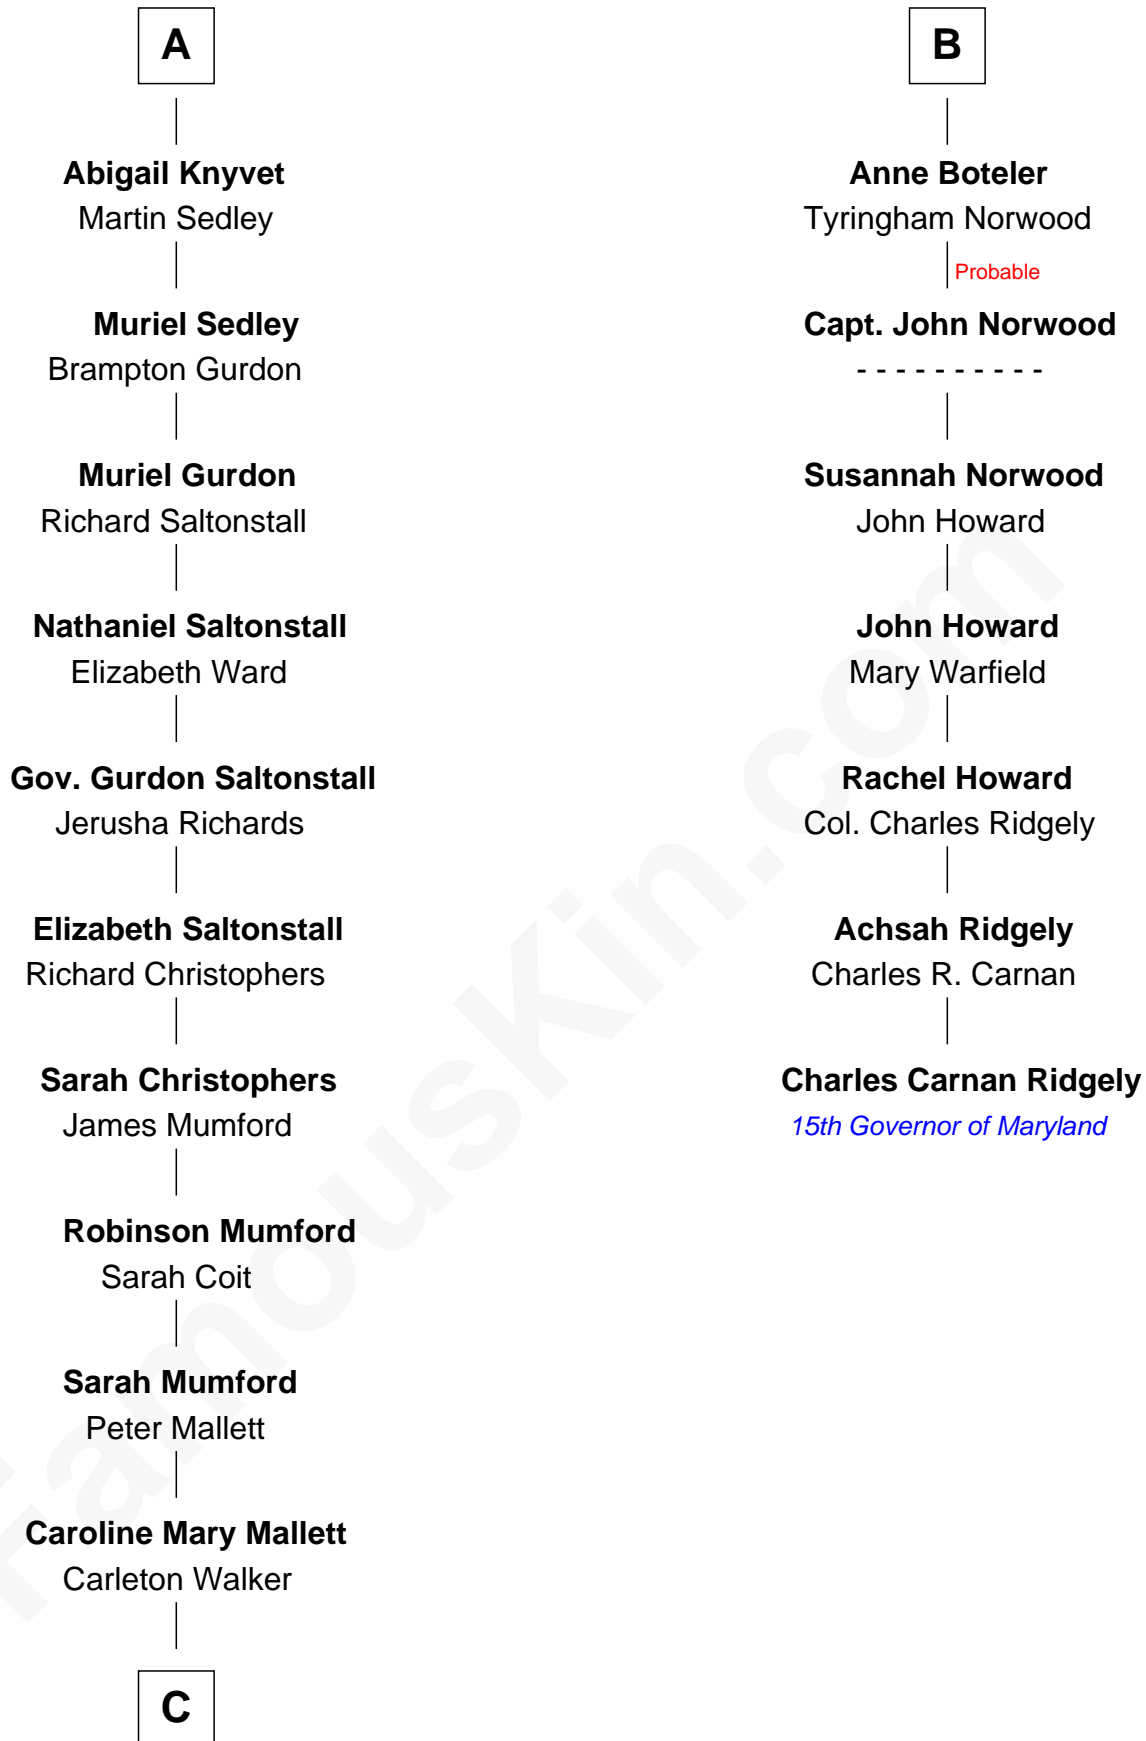 A
Abigail Knyvet
Martin Sedley
Muriel Sedley
Brampton Gurdon
Muriel Gurdon
Richard Saltonstall
Nathaniel Saltonstall
Elizabeth Ward
Gov. Gurdon Saltonstall
Jerusha Richards
Elizabeth Saltonstall
Richard Christophers
Sarah Christophers
James Mumford
Robinson Mumford
Sarah Coit
Sarah Mumford
Peter Mallett
Caroline Mary Mallett
Carleton Walker
C
B
Anne Boteler
Tyringham Norwood
Probable
Capt. John Norwood
- - - - - - - - - -
Susannah Norwood
John Howard
John Howard
Mary Warfield
Rachel Howard
Col. Charles Ridgely
Achsah Ridgely
Charles R. Carnan
Charles Carnan Ridgely
15th Governor of Maryland
FamousKin.com